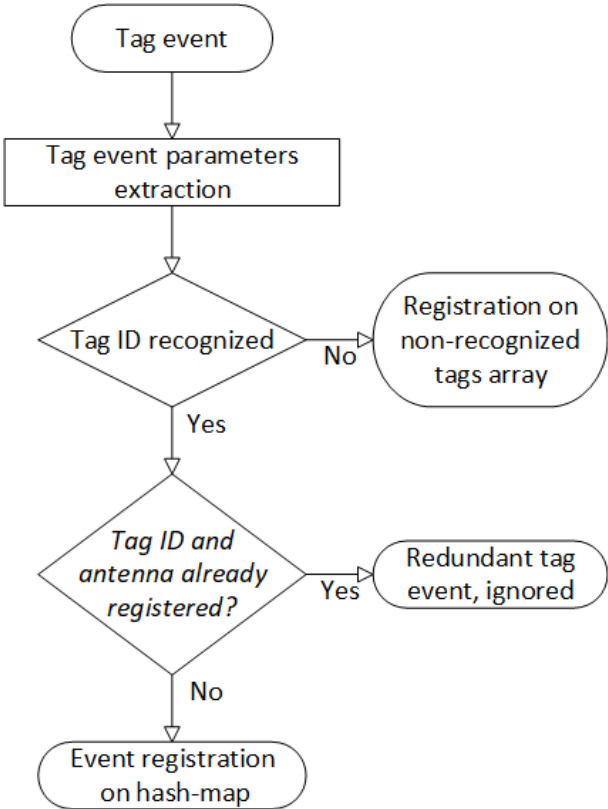 Tag event
Tag event parameters
extraction
Tag ID recognized
No
Registration on
non-recognized
tags array
Yes
Tag ID and
antenna already
registered?
Yes
Redundant tag
event, ignored
No
Event registration
on hash-map